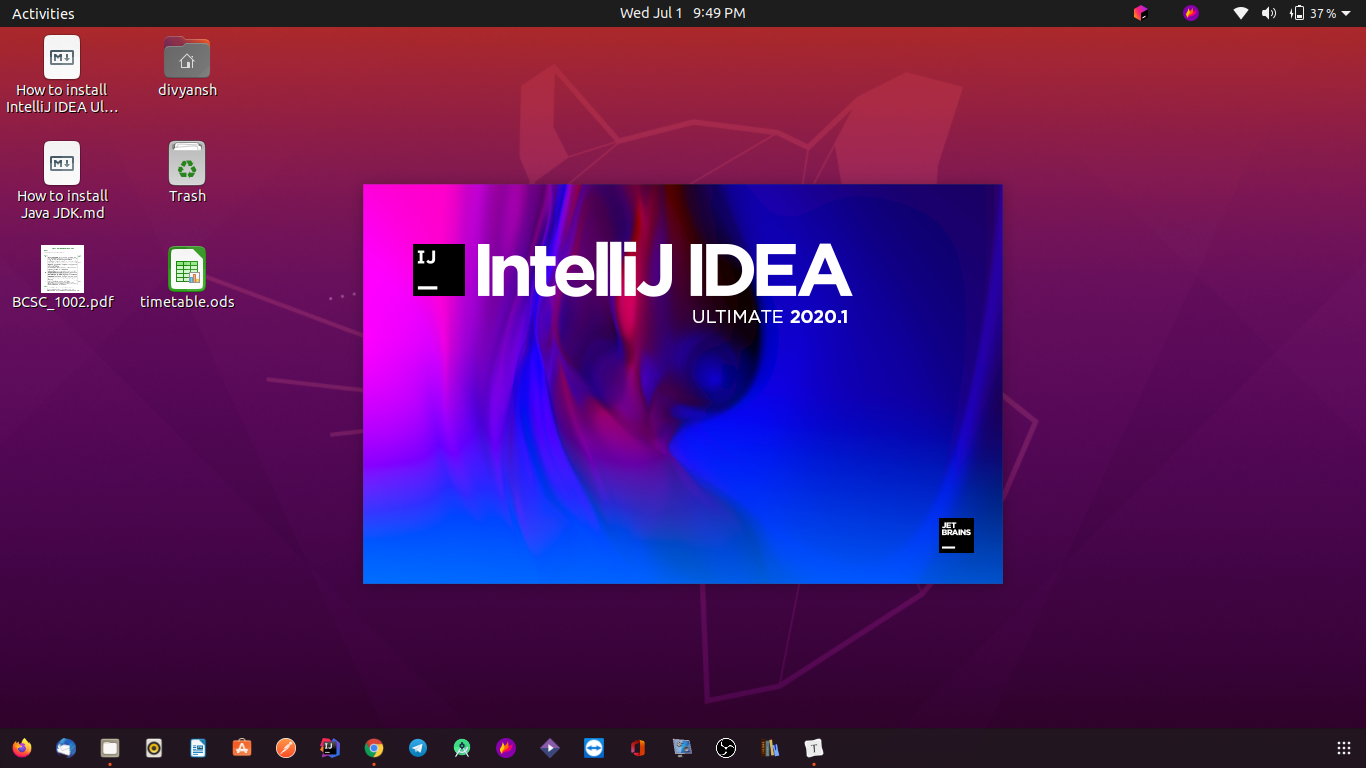 Activities
Wed Jul 1 9:49 PM
37 %
How to install
IntelliJ IDEA Ul...
divyansh
How to install
Java JDK.md
Trash
BCSC_1002.pdf
timetable.ods
IJ
IntelliJ IDEA
ULTIMATE 2020.1
JET
BRAINS
IJ
T